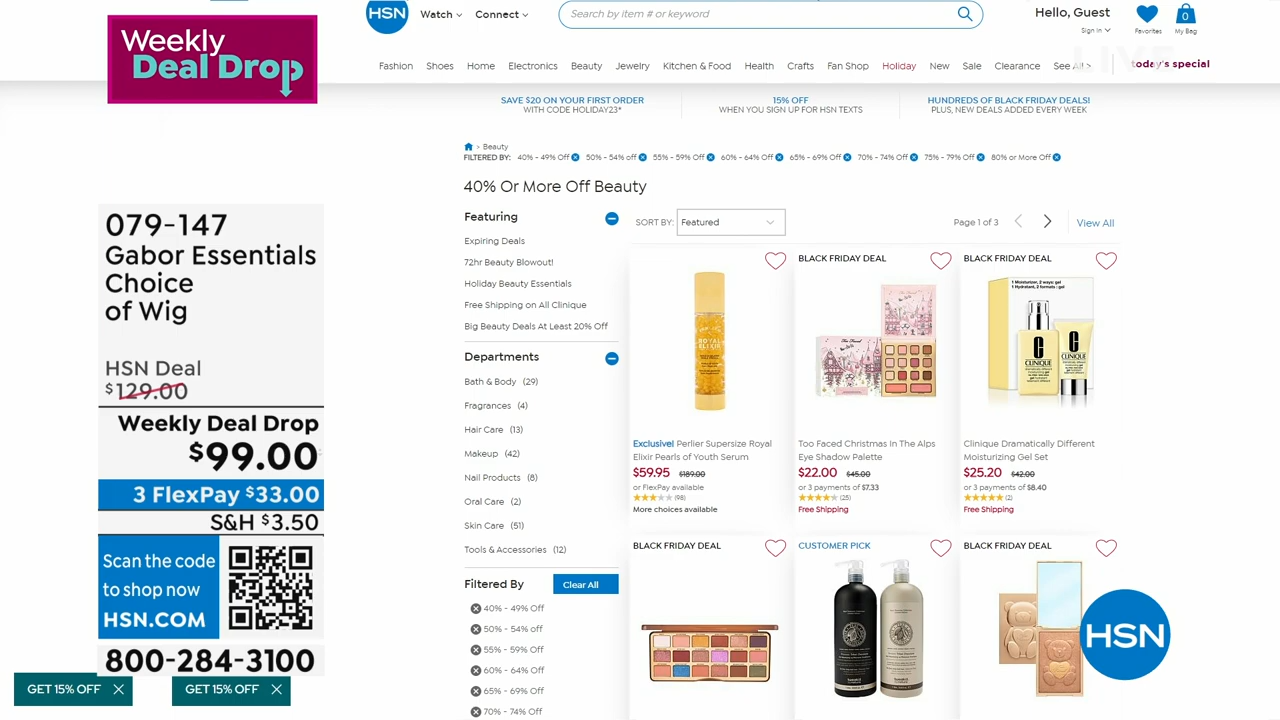 Weekly
Deal Drop
HSN
Watch
Connect
Search by item # or keyword
Hello, Guest
Sign In
Favorites
0
My Bag
Fashion Shoes Home Electronics Beauty Jewelry Kitchen & Food Health Crafts Fan Shop Holiday New Sale Clearance See All >
LIVE
today's special
SAVE $20 ON YOUR FIRST ORDER
WITH CODE HOLIDAY23*
15% OFF
WHEN YOU SIGN UP FOR HSN TEXTS
HUNDREDS OF BLACK FRIDAY DEALS!
PLUS, NEW DEALS ADDED EVERY WEEK
> Beauty
FILTERED BY: 40% - 49% Off 50% - 54% off 55% - 59% Off 60% - 64% Off 65% - 69% Off 70% - 74% Off 75% - 79% Off 80% or More Off
40% Or More Off Beauty
079-147
Gabor Essentials
Choice
of Wig
HSN Deal
$129.00
Weekly Deal Drop
$99.00
3 FlexPay $33.00
S&H $3.50
Scan the code
to shop now
HSN.COM
800-284-3100
GET 15% OFF
GET 15% OFF
Featuring
Expiring Deals
72hr Beauty Blowout!
Holiday Beauty Essentials
Free Shipping on All Clinique
Big Beauty Deals At Least 20% Off
Departments
Bath & Body (29)
Fragrances (4)
Hair Care (13)
Makeup (42)
Nail Products (8)
Oral Care (2)
Skin Care (51)
Tools & Accessories (12)
Filtered By
Clear All
40% - 49% Off
50% - 54% off
55% - 59% Off
60% - 64% Off
65% - 69% Off
70% - 74% Off
SORT BY: Featured
Page 1 of 3
View All
ROYAL
ELIXIR
Exclusive! Perlier Supersize Royal
Elixir Pearls of Youth Serum
$59.95 $189.00
or FlexPay available
(98)
More choices available
BLACK FRIDAY DEAL
Too Faced Christmas In The Alps
Eye Shadow Palette
$22.00 $45.00
or 3 payments of $7.33
(25)
Free Shipping
BLACK FRIDAY DEAL
1 Moisturizer, 2 ways: gel
1 Hydratant, 2 formats : gel
CLINIQUE
CLINIQUE
Clinique Dramatically Different
Moisturizing Gel Set
$25.20 $42.00
or 3 payments of $8.40
(2)
Free Shipping
BLACK FRIDAY DEAL
CUSTOMER PICK
BLACK FRIDAY DEAL
HSN